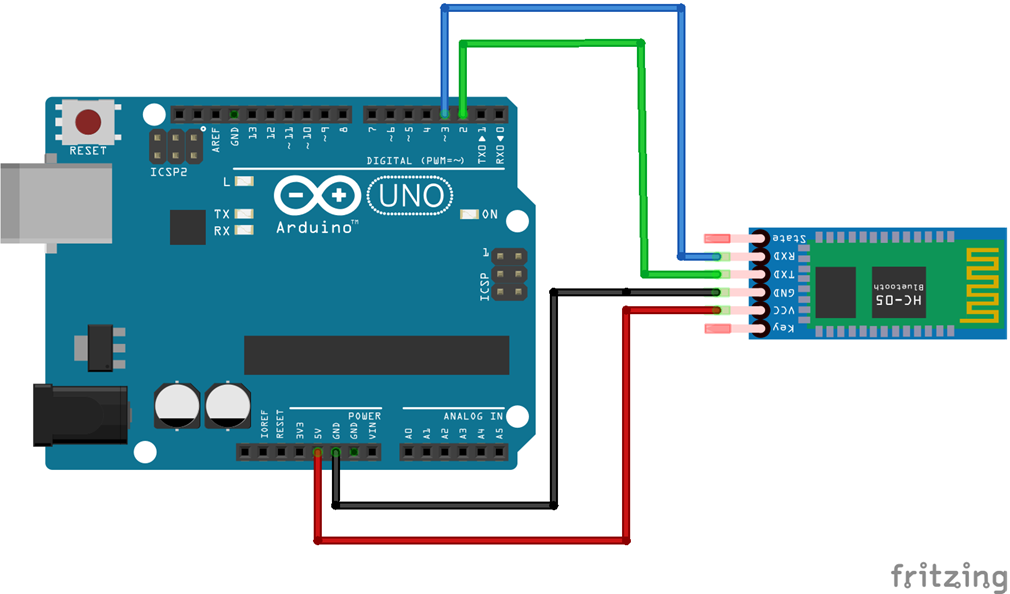 RESET
ICSP2
AREF
GND
13
12
~11
~10
~9
8
7
~6
~5
4
~3
2
TX0 ▶ 1
RX0 ◀ 0
DIGITAL (PWM=~)
L
TX
RX
Arduino™
UNO
ON
1
ICSP
State
RXD
TXD
GND
VCC
Key
HC-05
Bluetooth
POWER
ANALOG IN
IOREF
RESET
3V3
5V
GND
GND
VIN
A0
A1
A2
A3
A4
A5
fritzing